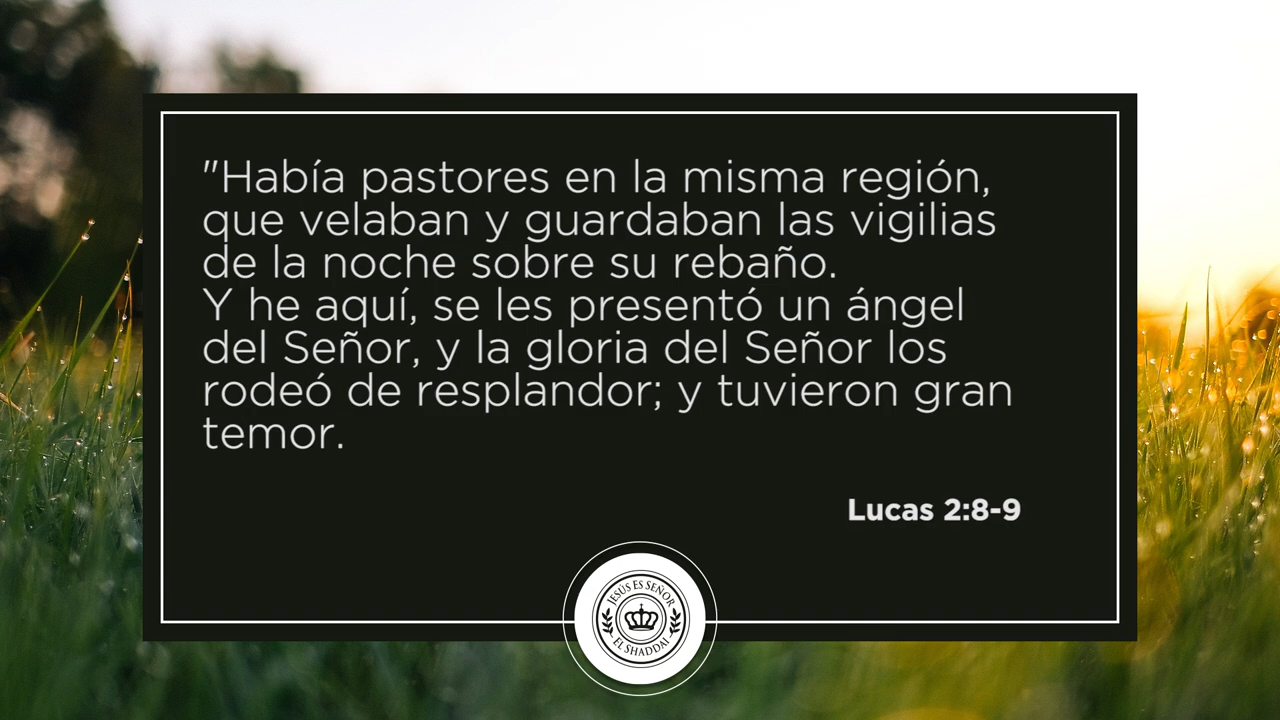 "Había pastores en la misma región,
que velaban y guardaban las vigilias
de la noche sobre su rebaño.
Y he aquí, se les presentó un ángel
del Señor, y la gloria del Señor los
rodeó de resplandor; y tuvieron gran
temor.
Lucas 2:8-9
JESÚS ES SEÑOR
EL SHADDAI